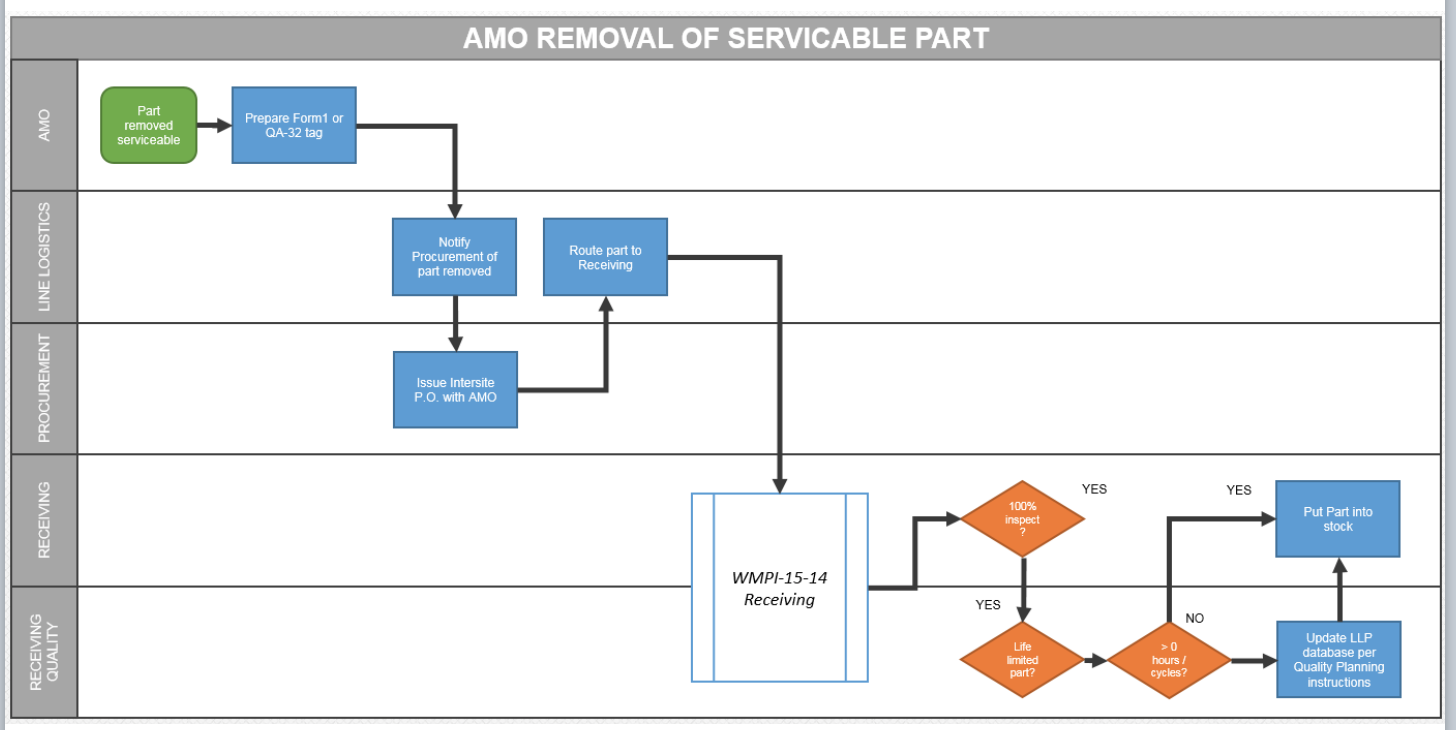 AMO REMOVAL OF SERVICABLE PART
AMO
Part
removed
serviceable
Prepare Form1 or
QA-32 tag
LINE LOGISTICS
Notify
Procurement of
part removed
Route part to
Receiving
PROCUREMENT
Issue Intersite
P.O. with AMO
RECEIVING
WMPI-15-14
Receiving
100%
inspect
?
YES
YES
Put Part into
stock
RECEIVING
QUALITY
YES
Life
limited
part?
NO
> 0
hours /
cycles?
Update LLP
database per
Quality Planning
instructions